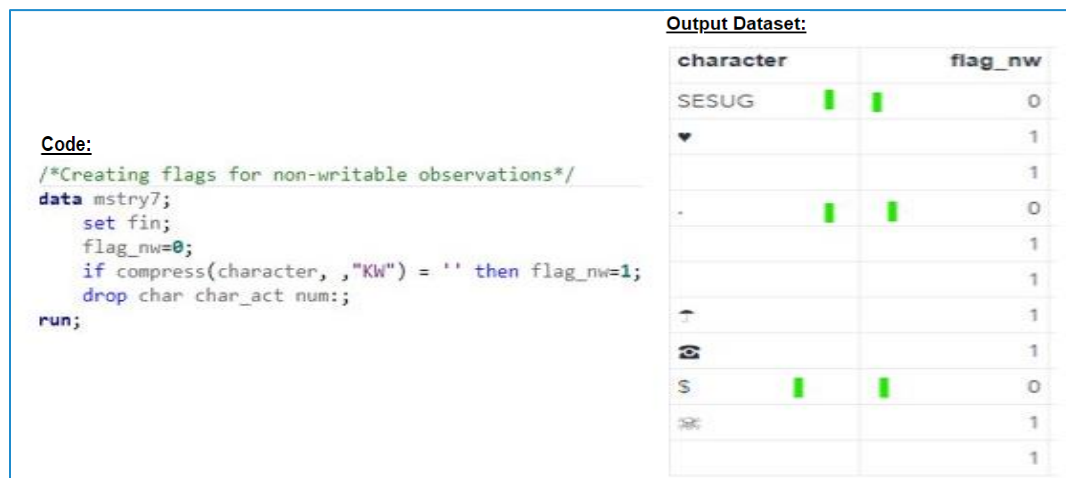 Output Dataset:
character flag_nw
SESUG 0
♥ 1
1
. 0
1
1
☂ 1
☎ 1
$ 0
☠ 1
1
Code:
/*Creating flags for non-writable observations*/
data mstry7;
set fin;
flag_nw=0;
if compress(character, ,"KW") = '' then flag_nw=1;
drop char char_act num:;
run;